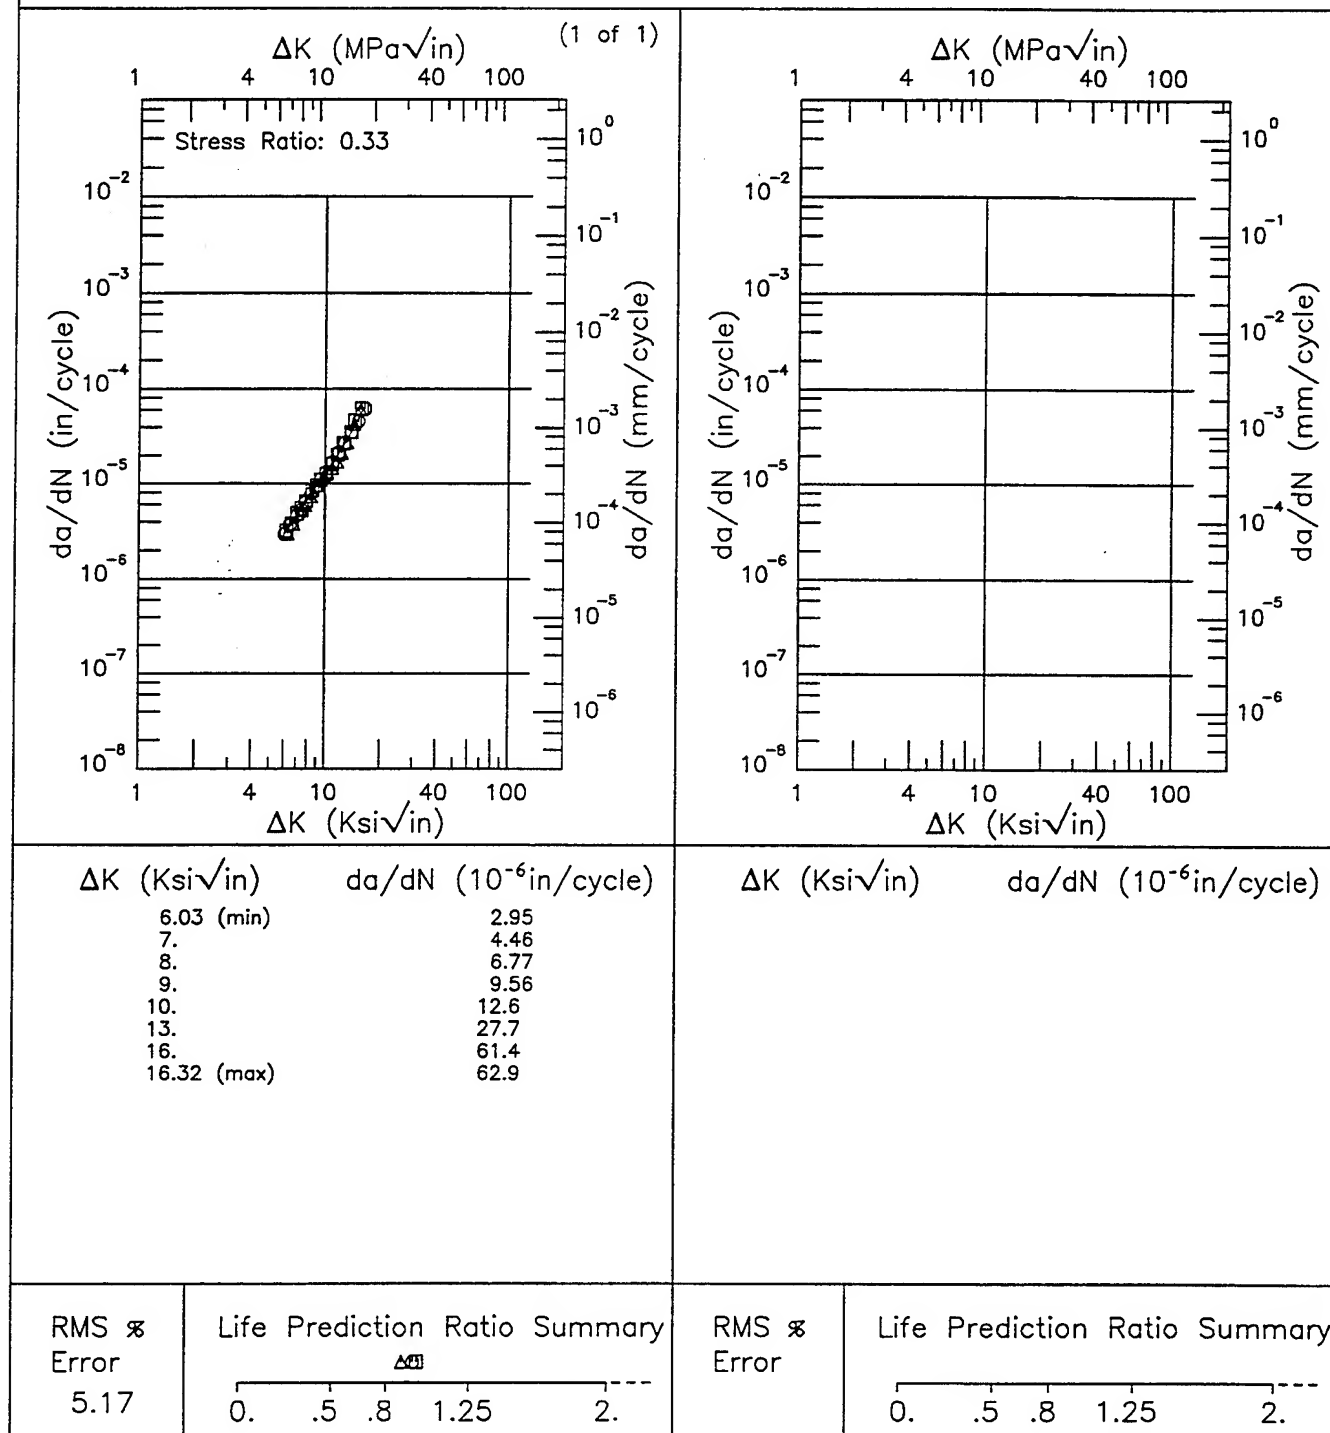 (1 of 1)
ΔK (MPa√in)
1 4 10 40 100
Stress Ratio: 0.33
da/dN (in/cycle)
10⁻²
10⁻³
10⁻⁴
10⁻⁵
10⁻⁶
10⁻⁷
10⁻⁸
10⁰
10⁻¹
10⁻²
10⁻³
10⁻⁴
10⁻⁵
10⁻⁶
da/dN (mm/cycle)
1 4 10 40 100
ΔK (Ksi√in)
ΔK (MPa√in)
1 4 10 40 100
da/dN (in/cycle)
10⁻²
10⁻³
10⁻⁴
10⁻⁵
10⁻⁶
10⁻⁷
10⁻⁸
10⁰
10⁻¹
10⁻²
10⁻³
10⁻⁴
10⁻⁵
10⁻⁶
da/dN (mm/cycle)
1 4 10 40 100
ΔK (Ksi√in)
ΔK (Ksi√in) da/dN (10⁻⁶in/cycle)
6.03 (min) 2.95
7. 4.46
8. 6.77
9. 9.56
10. 12.6
13. 27.7
16. 61.4
16.32 (max) 62.9
ΔK (Ksi√in) da/dN (10⁻⁶in/cycle)
RMS %
Error
5.17
Life Prediction Ratio Summary
0. .5 .8 1.25 2.
RMS %
Error
Life Prediction Ratio Summary
0. .5 .8 1.25 2.